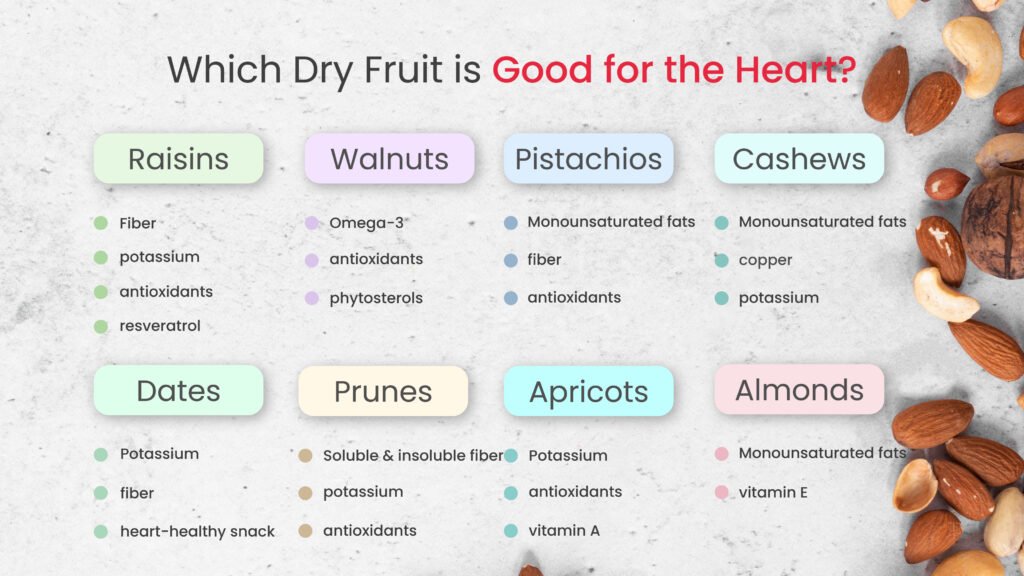 Which Dry Fruit is Good for the Heart?
Raisins
Fiber
potassium
antioxidants
resveratrol
Walnuts
Omega-3
antioxidants
phytosterols
Pistachios
Monounsaturated fats
fiber
antioxidants
Cashews
Monounsaturated fats
copper
potassium
Dates
Potassium
fiber
heart-healthy snack
Prunes
Soluble & insoluble fiber
potassium
antioxidants
Apricots
Potassium
antioxidants
vitamin A
Almonds
Monounsaturated fats
vitamin E